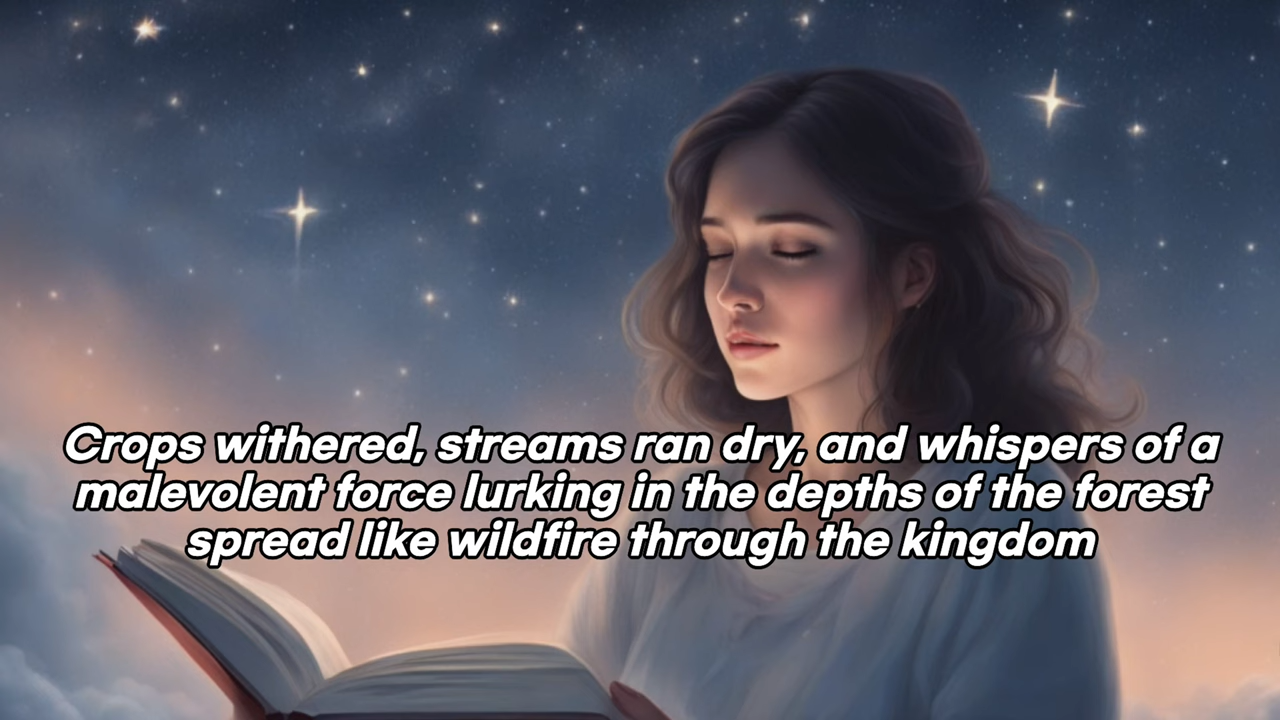 Crops withered, streams ran dry, and whispers of a
malevolent force lurking in the depths of the forest
spread like wildfire through the kingdom